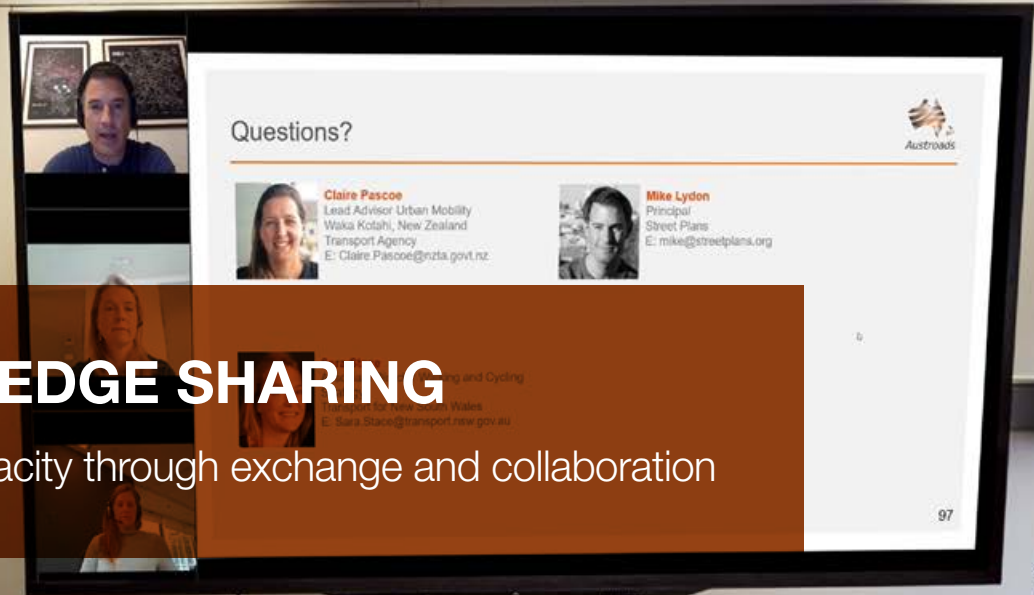 Questions?
Austroads
Claire Pascoe
Lead Advisor Urban Mobility
Waka Kotahi, New Zealand
Transport Agency
E: Claire.Pascoe@nzta.govt.nz
Mike Lydon
Principal
Street Plans
E: mike@streetplans.org
and Cycling
Transport for New South Wales
E: Sara.Stace@transport.nsw.gov.au
EDGE SHARING
acity through exchange and collaboration
97